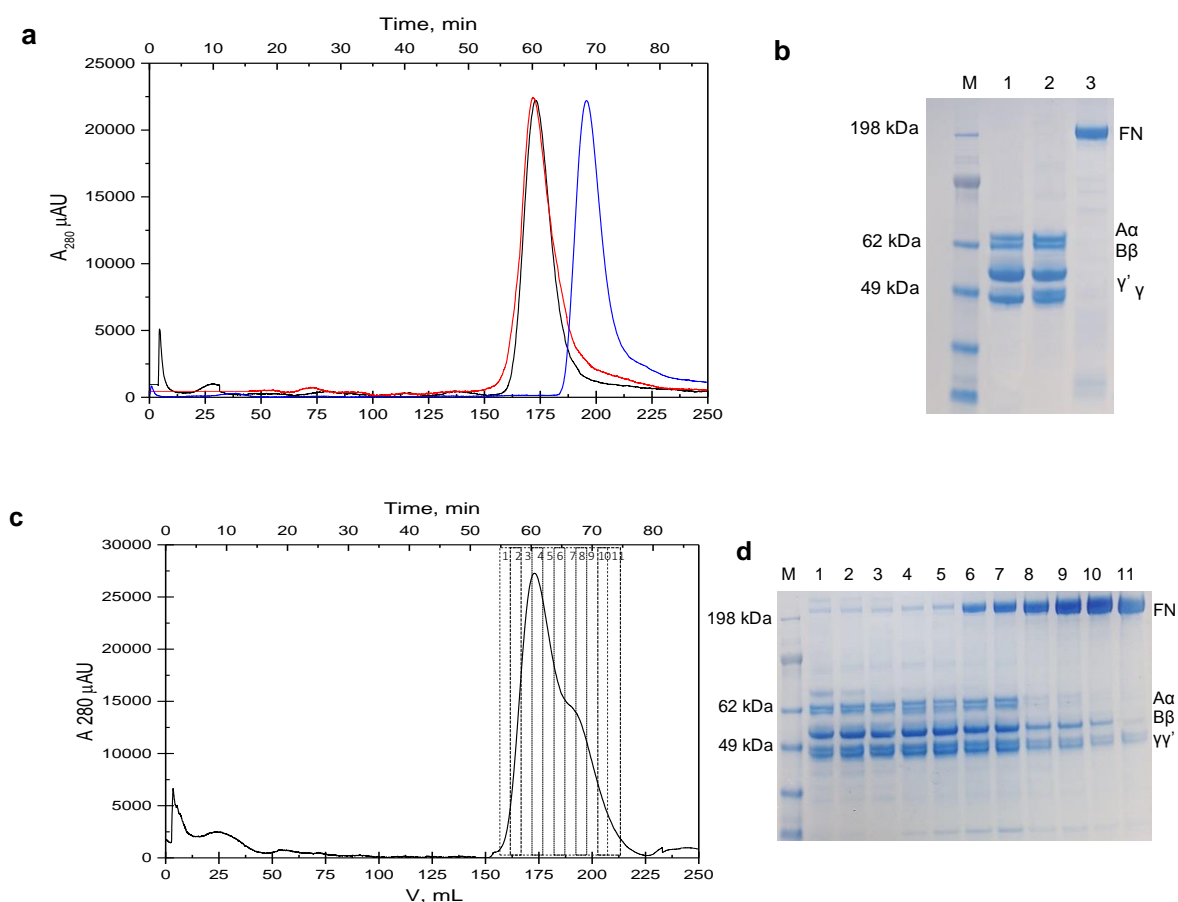 a
Time, min
0 10 20 30 40 50 60 70 80
25000
20000
15000
10000
5000
0
A280 μAU
0 25 50 75 100 125 150 175 200 225 250
b
M 1 2 3
198 kDa
FN
62 kDa
Aα
Bβ
49 kDa
γ' γ
c
Time, min
0 10 20 30 40 50 60 70 80
30000
25000
20000
15000
10000
5000
0
A 280 μAU
1 2 3 4 5 6 7 8 9 10 11
0 25 50 75 100 125 150 175 200 225 250
V, mL
d
M 1 2 3 4 5 6 7 8 9 10 11
198 kDa
FN
62 kDa
Aα
Bβ
49 kDa
γγ'